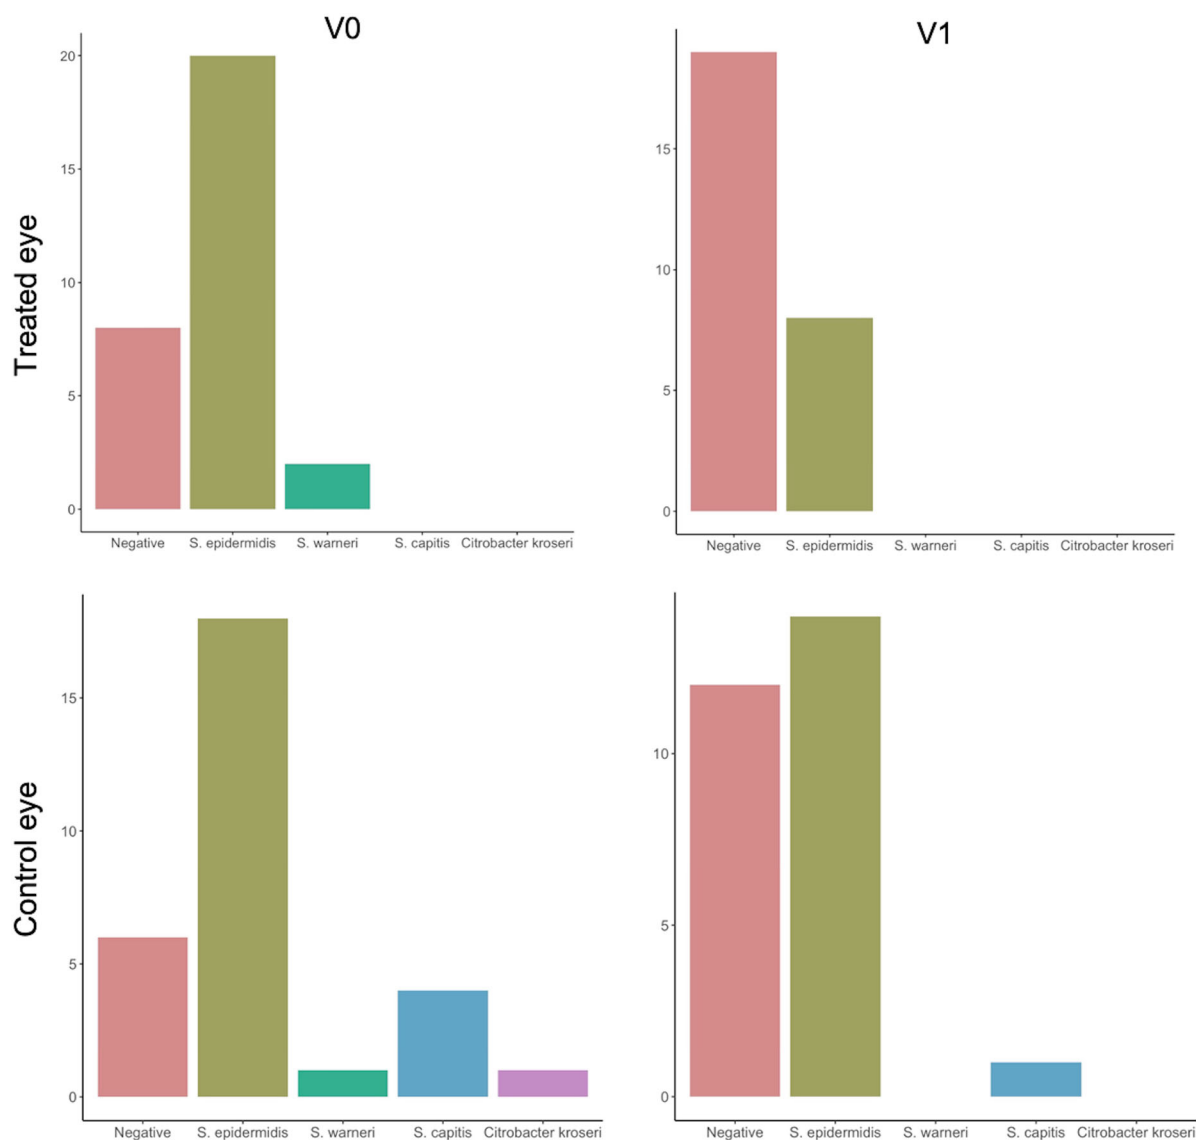 V0
V1
Treated eye
20
15
10
5
0
Negative S. epidermidis S. warneri S. capitis Citrobacter kroseri
15
10
5
0
Negative S. epidermidis S. warneri S. capitis Citrobacter kroseri
Control eye
15
10
5
0
Negative S. epidermidis S. warneri S. capitis Citrobacter kroseri
10
5
0
Negative S. epidermidis S. warneri S. capitis Citrobacter kroseri